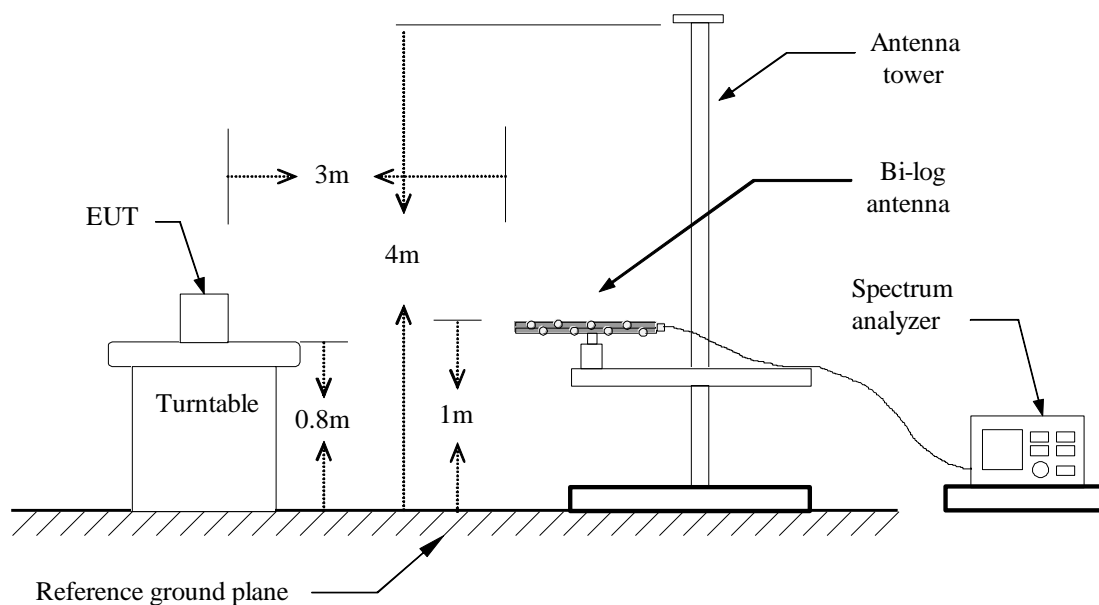 Antenna
tower
3m
Bi-log
antenna
EUT
4m
Spectrum
analyzer
Turntable
0.8m
1m
Reference ground plane